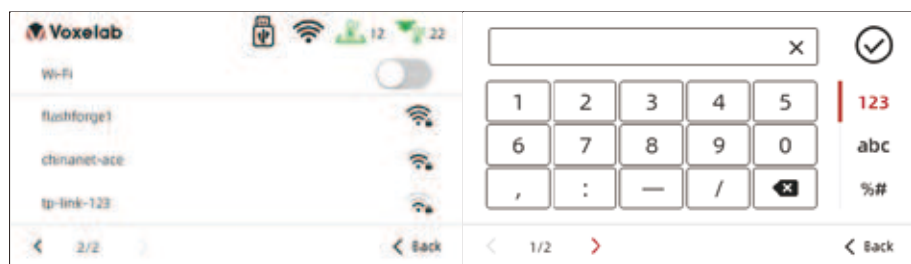 Voxelab 12 22
Wi-Fi
flashforge1
chinanet-ace
tp-link-123
2/2 Back
1 2 3 4 5
6 7 8 9 0
, : — /
123
abc
%#
1/2 Back